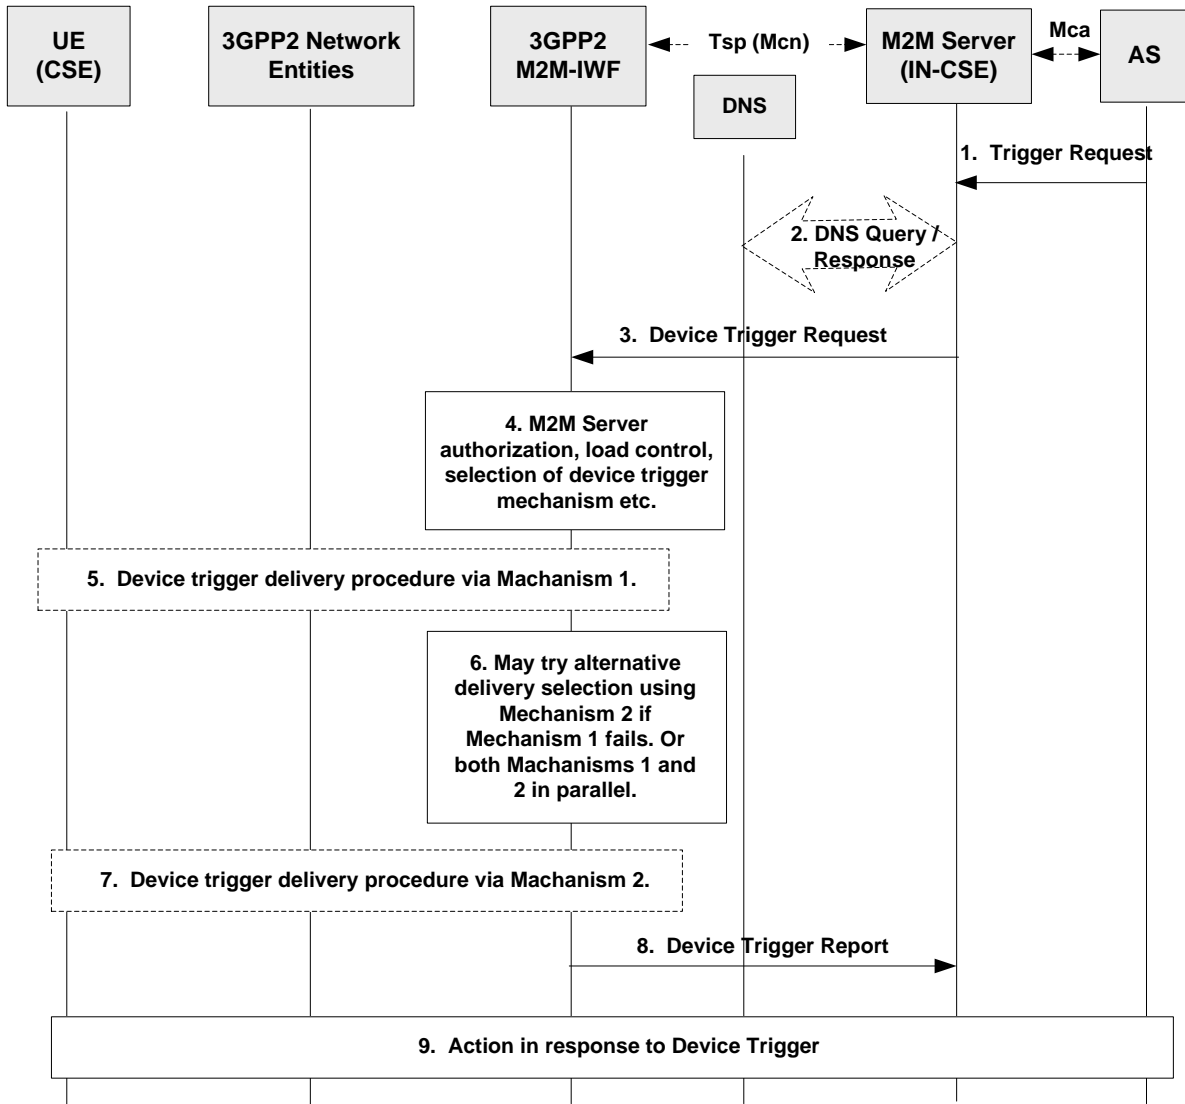 UE
(CSE)
3GPP2 Network
Entities
3GPP2
M2M-IWF
Tsp (Mcn)
M2M Server
(IN-CSE)
Mca
AS
DNS
1.  Trigger Request
2. DNS Query /
Response
3.  Device Trigger Request
4. M2M Server
authorization, load control,
selection of device trigger
mechanism etc.
5.  Device trigger delivery procedure via Machanism 1.
6. May try alternative
delivery selection using
Mechanism 2 if
Mechanism 1 fails. Or
both Machanisms 1 and
2 in parallel.
7.  Device trigger delivery procedure via Machanism 2.
8.  Device Trigger Report
9.  Action in response to Device Trigger